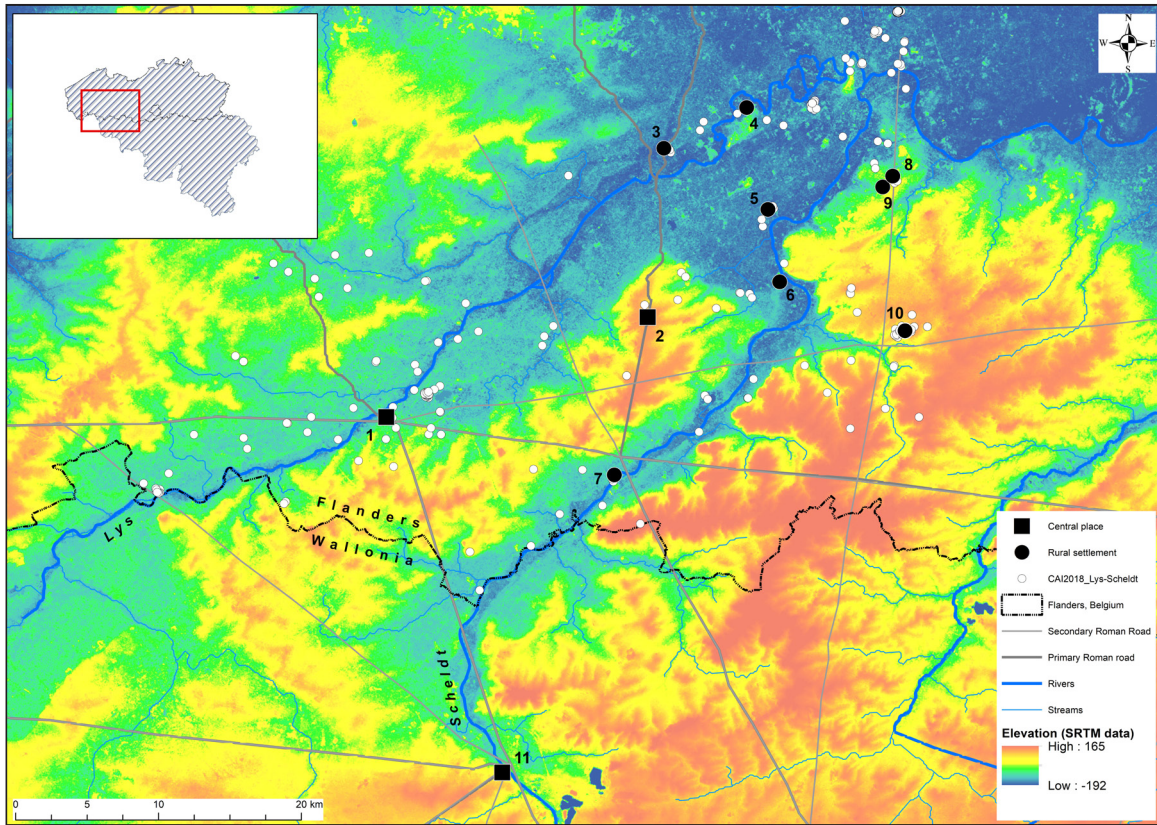 N
W E
S
3
4
8
9
5
6
2
10
1
7
Flanders
Wallonia
Lys
Scheldt
11
Central place
Rural settlement
CAI2018_Lys-Scheldt
Flanders, Belgium
Secondary Roman Road
Primary Roman road
Rivers
Streams
Elevation (SRTM data)
High : 165
Low : -192
0 5 10 20 km